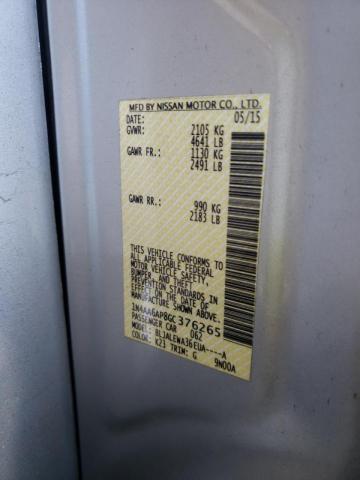 MFD BY NISSAN MOTOR CO., LTD.
DATE: 05/15
GVWR: 2105 KG
4641 LB
GAWR FR.: 1130 KG
2491 LB
GAWR RR.: 990 KG
2183 LB
THIS VEHICLE CONFORMS TO
ALL APPLICABLE FEDERAL
MOTOR VEHICLE SAFETY,
BUMPER, AND THEFT
PREVENTION STANDARDS IN
EFFECT ON THE DATE OF
MANUFACTURE SHOWN ABOVE.
1N4AA6AP8GC376265
PASSENGER CAR 062
BLJALEWA36EUA----A
COLOR: K23 TRIM: G 9N00A